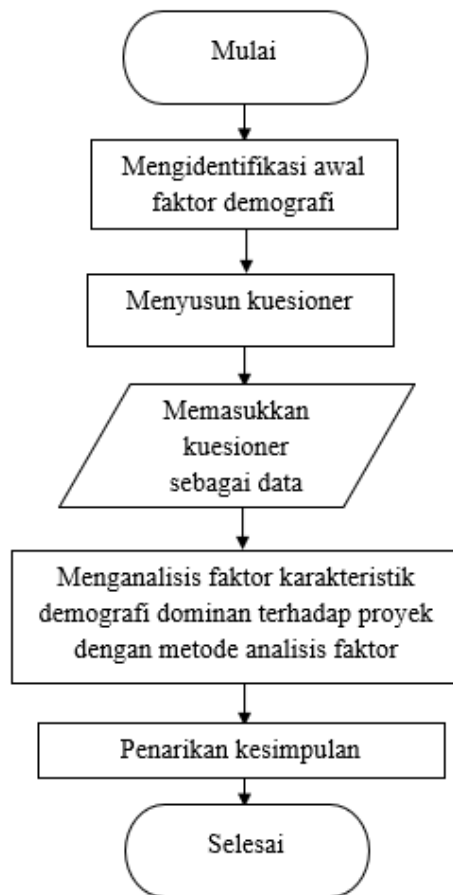 Mulai
Mengidentifikasi awal
faktor demografi
Menyusun kuesioner
Memasukkan
kuesioner
sebagai data
Menganalisis faktor karakteristik
demografi dominan terhadap proyek
dengan metode analisis faktor
Penarikan kesimpulan
Selesai